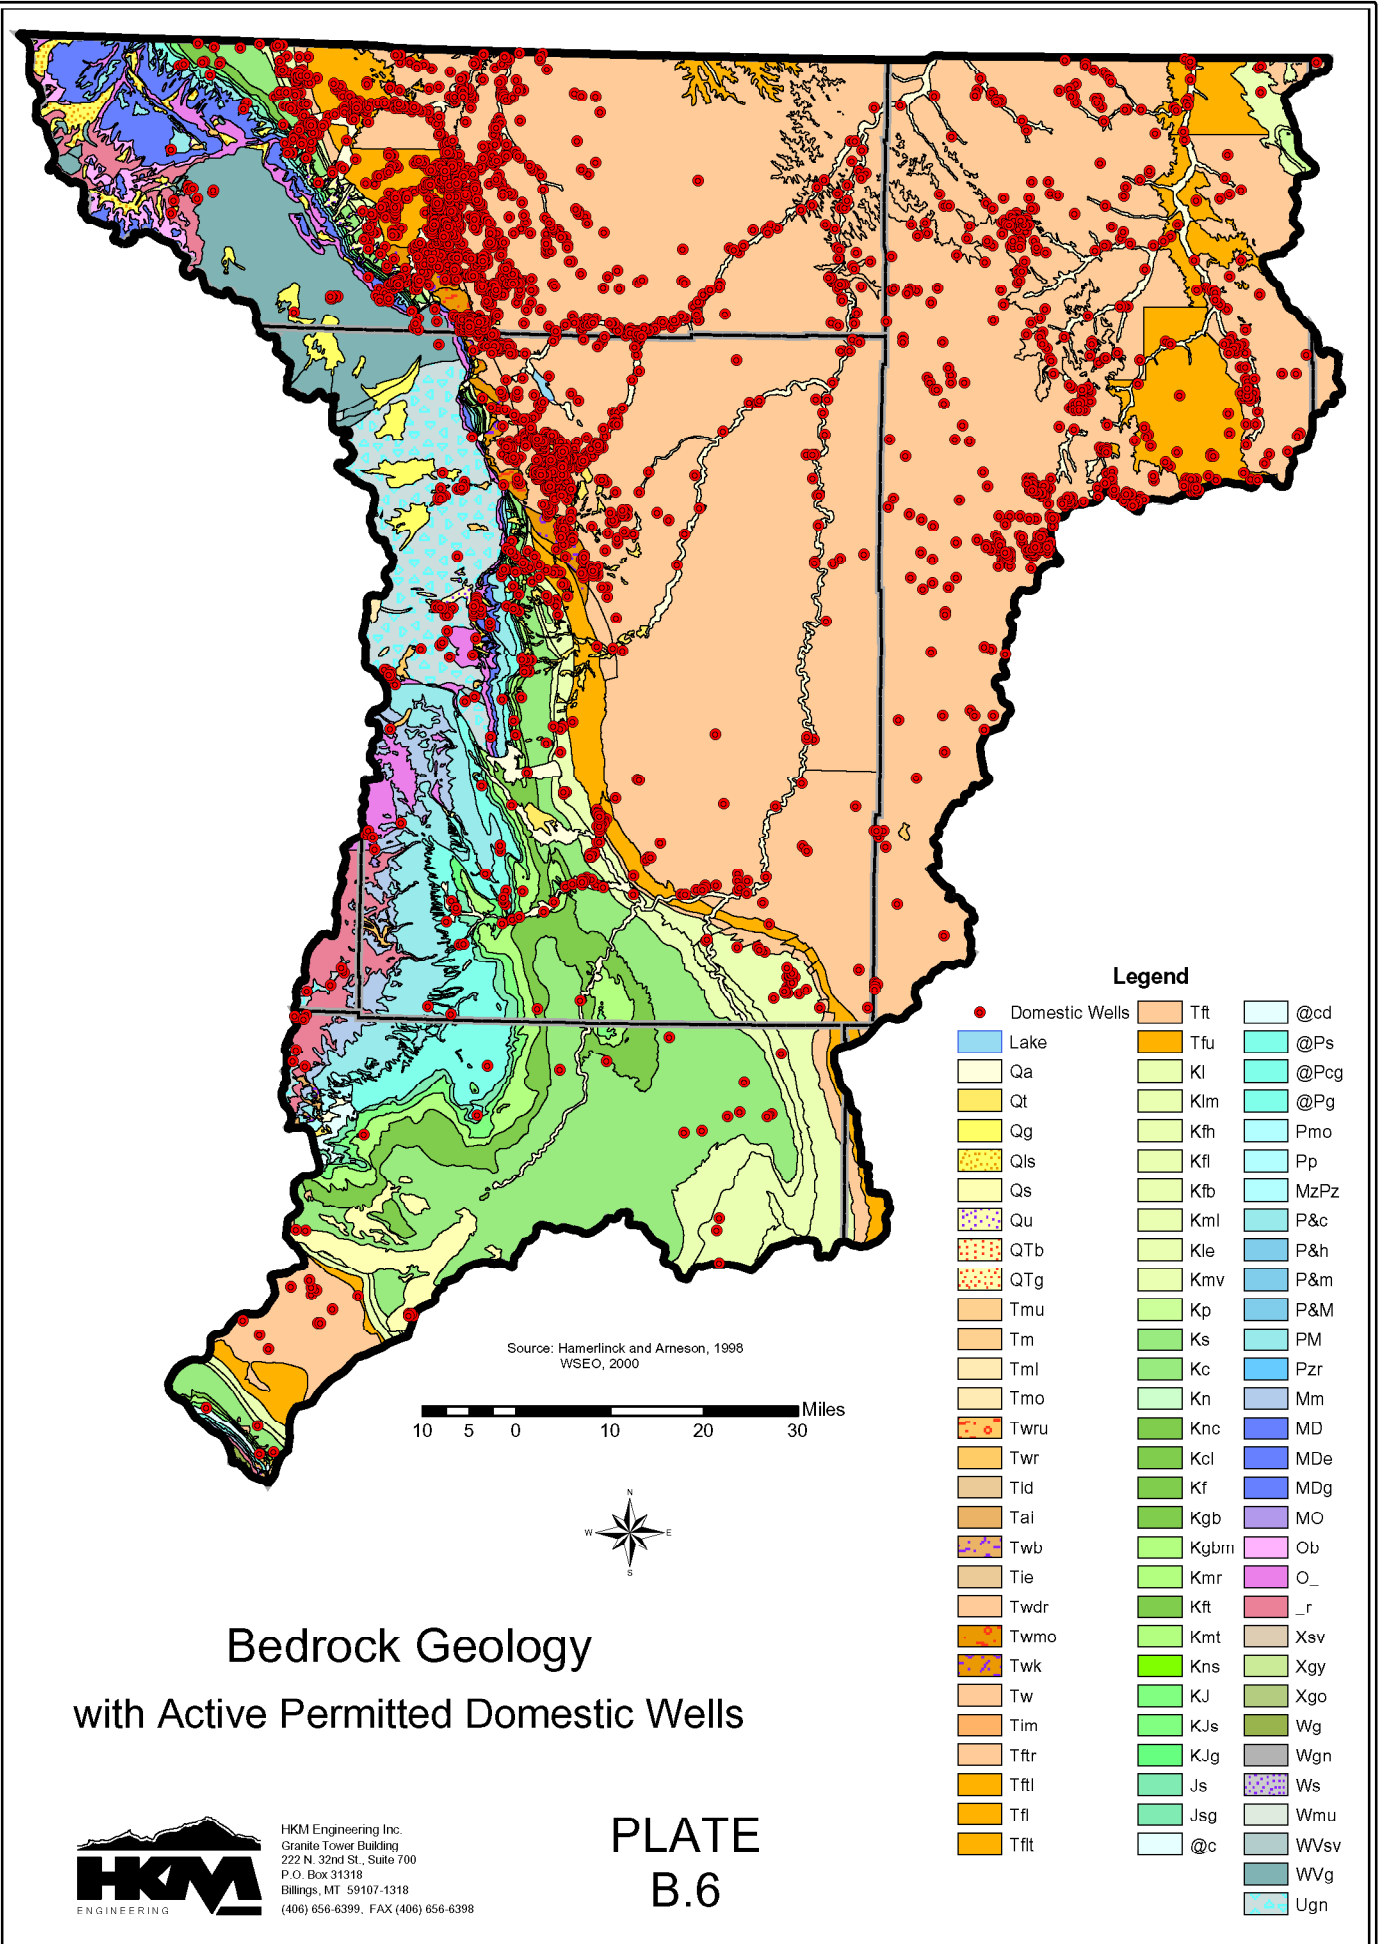 Legend
Domestic Wells
Lake
Qa
Qt
Qg
Qls
Qs
Qu
QTb
QTg
Tmu
Tm
Tml
Tmo
Twru
Twr
Tld
Tai
Twb
Tie
Twdr
Twmo
Twk
Tw
Tim
Tftr
Tftl
Tfl
Tflt
Tft
Tfu
Kl
Klm
Kfh
Kfl
Kfb
Kml
Kle
Kmv
Kp
Ks
Kc
Kn
Knc
Kcl
Kf
Kgb
Kgbm
Kmr
Kft
Kmt
Kns
KJ
KJs
KJg
Js
Jsg
@c
@cd
@Ps
@Pcg
@Pg
Pmo
Pp
MzPz
P&c
P&h
P&m
P&M
PM
Pzr
Mm
MD
MDe
MDg
MO
Ob
O_
_r
Xsv
Xgy
Xgo
Wg
Wgn
Ws
Wmu
WVsv
WVg
Ugn
Source: Hamerlinck and Arneson, 1998
WSEO, 2000
Miles
10 5 0 10 20 30
N
W E
S
Bedrock Geology
with Active Permitted Domestic Wells
HKM
ENGINEERING
HKM Engineering Inc.
Granite Tower Building
222 N. 32nd St., Suite 700
P.O. Box 31318
Billings, MT 59107-1318
(406) 656-6399, FAX (406) 656-6398
PLATE
B.6